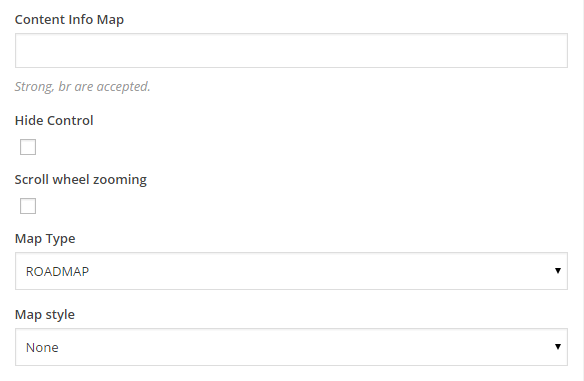 Content Info Map
Strong, br are accepted.
Hide Control
Scroll wheel zooming
Map Type
ROADMAP
Map style
None